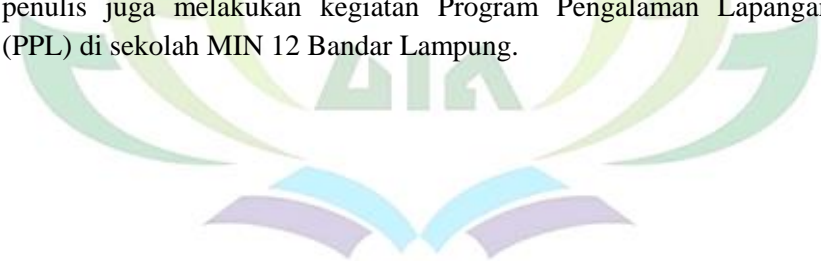 penulis juga melakukan kegiatan Program Pengalaman Lapangan
(PPL) di sekolah MIN 12 Bandar Lampung.